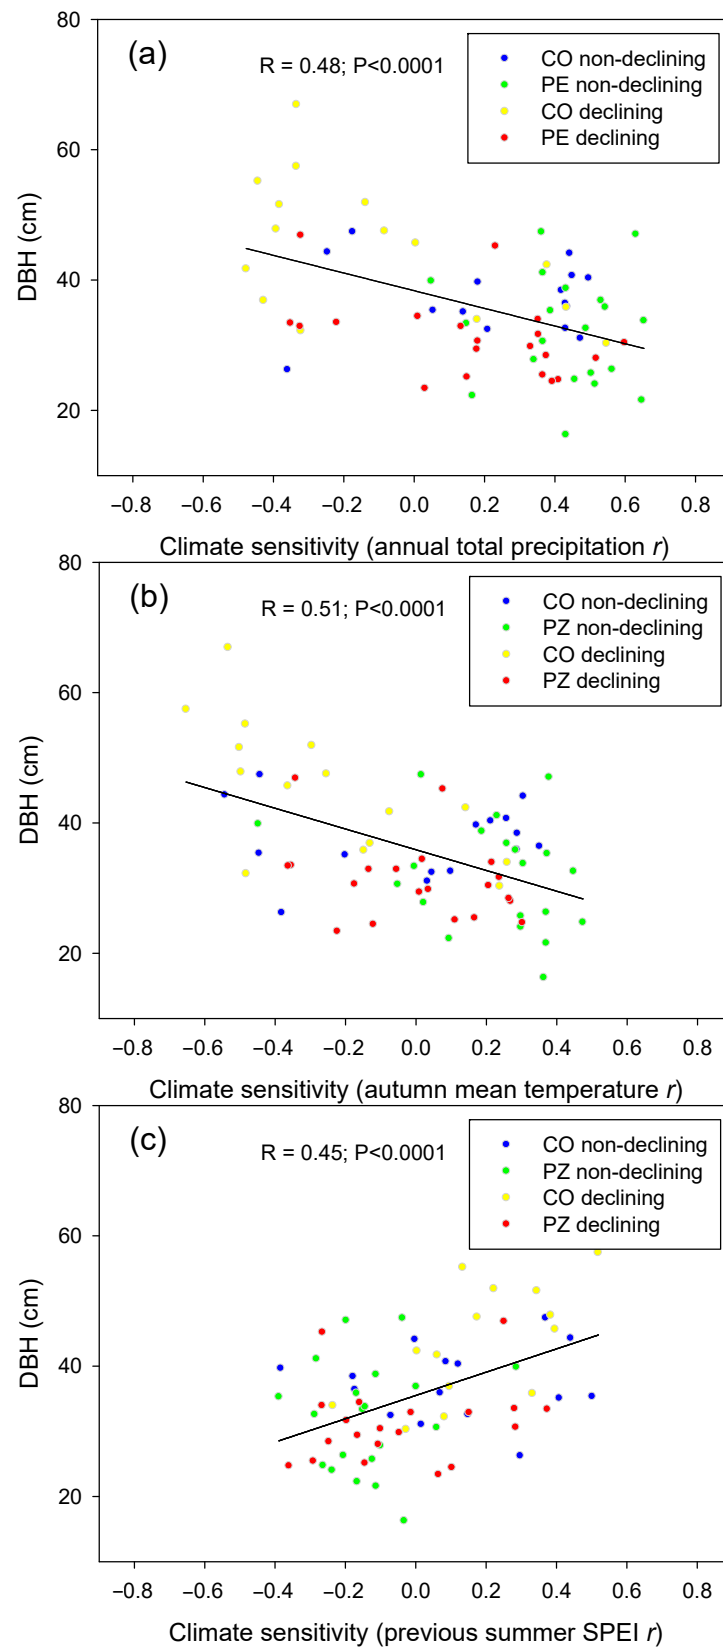 (a)
R = 0.48; P<0.0001
CO non-declining
PE non-declining
CO declining
PE declining
80
60
40
20
DBH (cm)
−0.8 −0.6 −0.4 −0.2 0.0 0.2 0.4 0.6 0.8
Climate sensitivity (annual total precipitation r)
(b)
R = 0.51; P<0.0001
CO non-declining
PZ non-declining
CO declining
PZ declining
80
60
40
20
DBH (cm)
−0.8 −0.6 −0.4 −0.2 0.0 0.2 0.4 0.6 0.8
Climate sensitivity (autumn mean temperature r)
(c)
R = 0.45; P<0.0001
CO non-declining
PZ non-declining
CO declining
PZ declining
80
60
40
20
DBH (cm)
−0.8 −0.6 −0.4 −0.2 0.0 0.2 0.4 0.6 0.8
Climate sensitivity (previous summer SPEI r)